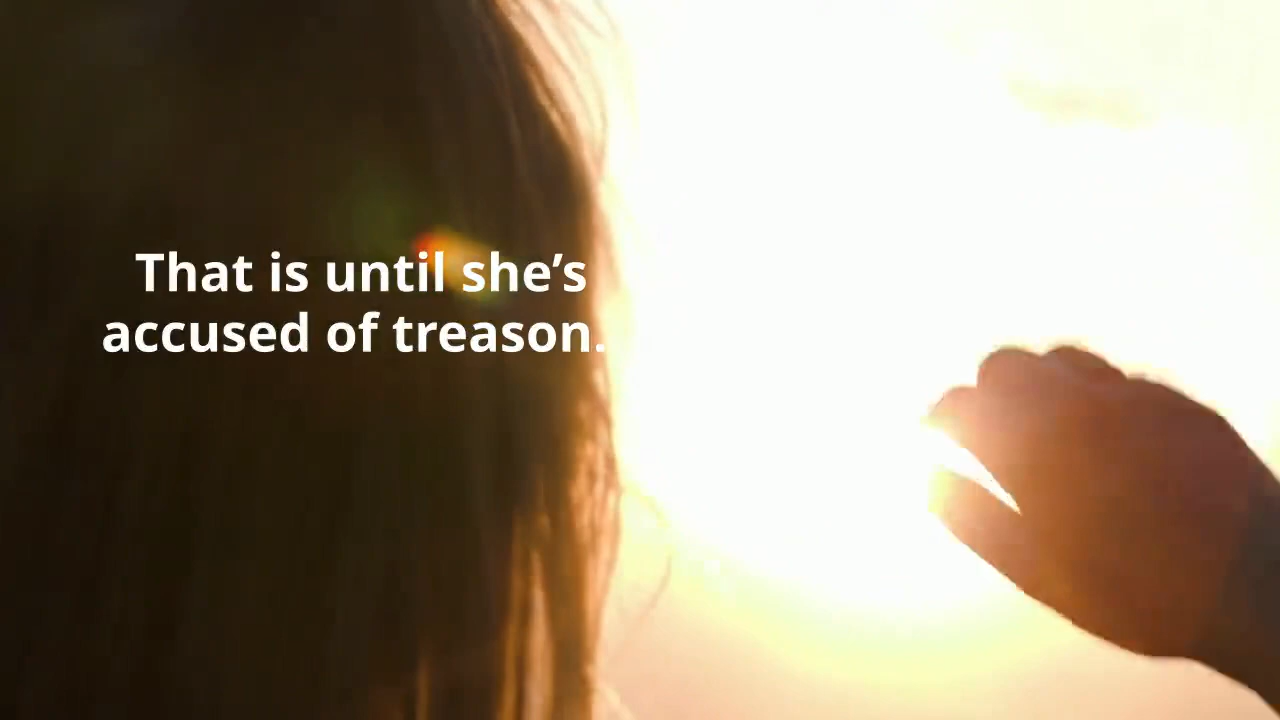 That is until she’s
accused of treason.